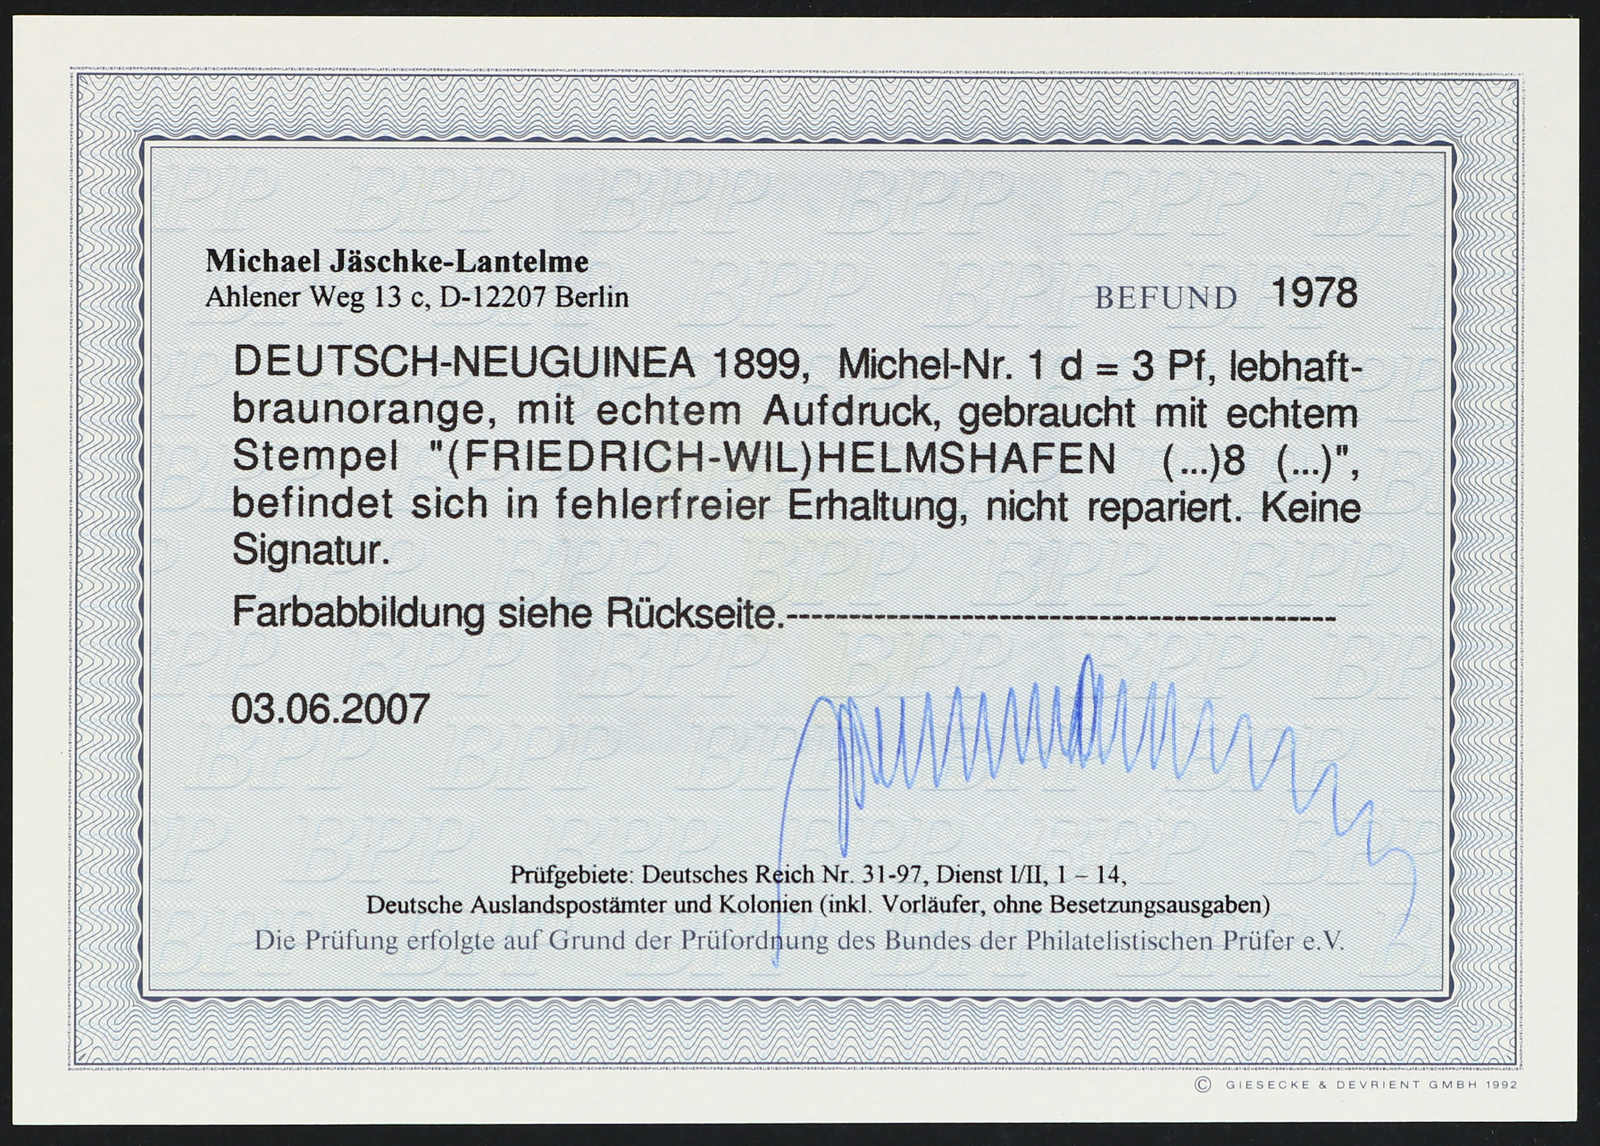 Michael Jäschke-Lantelme
Ahlener Weg 13 c, D-12207 Berlin
BEFUND 1978
DEUTSCH-NEUGUINEA 1899, Michel-Nr. 1 d = 3 Pf, lebhaft-
braunorange, mit echtem Aufdruck, gebraucht mit echtem
Stempel "(FRIEDRICH-WIL)HELMSHAFEN (...)8 (...)",
befindet sich in fehlerfreier Erhaltung, nicht repariert. Keine
Signatur.
Farbabbildung siehe Rückseite.--------------------------------------------
03.06.2007
Prüfgebiete: Deutsches Reich Nr. 31-97, Dienst I/II, 1 – 14,
Deutsche Auslandspostämter und Kolonien (inkl. Vorläufer, ohne Besetzungsausgaben)
Die Prüfung erfolgte auf Grund der Prüfordnung des Bundes der Philatelistischen Prüfer e.V.
© GIESECKE & DEVRIENT GMBH 1992